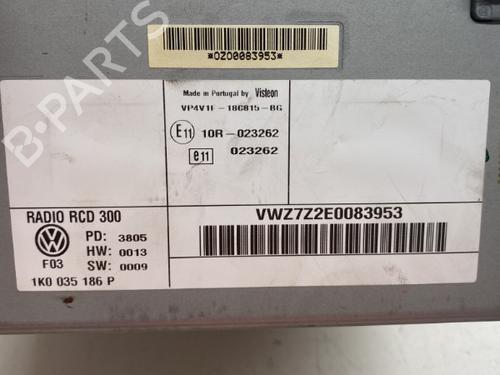 *OZO0083953*
Made in Portugal by Visteon
VP4V1F-18C815-BG
E11 10R-023262
e11 023262
RADIO RCD 300
VWZ7Z2E0083953
PD: 3805
F03 HW: 0013
SW: 0009
1K0 035 186 P
B-PARTS